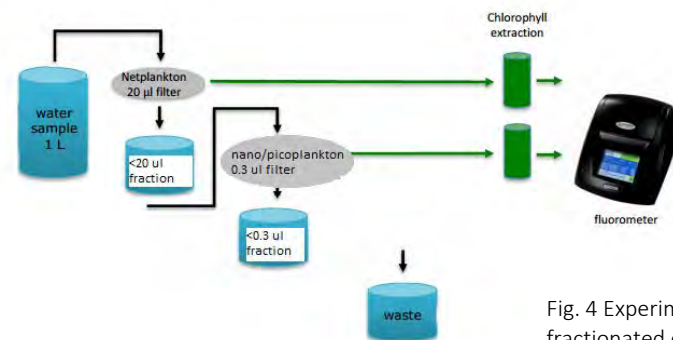 Chlorophyll
extraction
Netplankton
20 µl filter
water
sample
1 L
<20 ul
fraction
nano/picoplankton
0.3 ul filter
fluorometer
<0.3 ul
fraction
waste
Fig. 4 Experim
fractionated